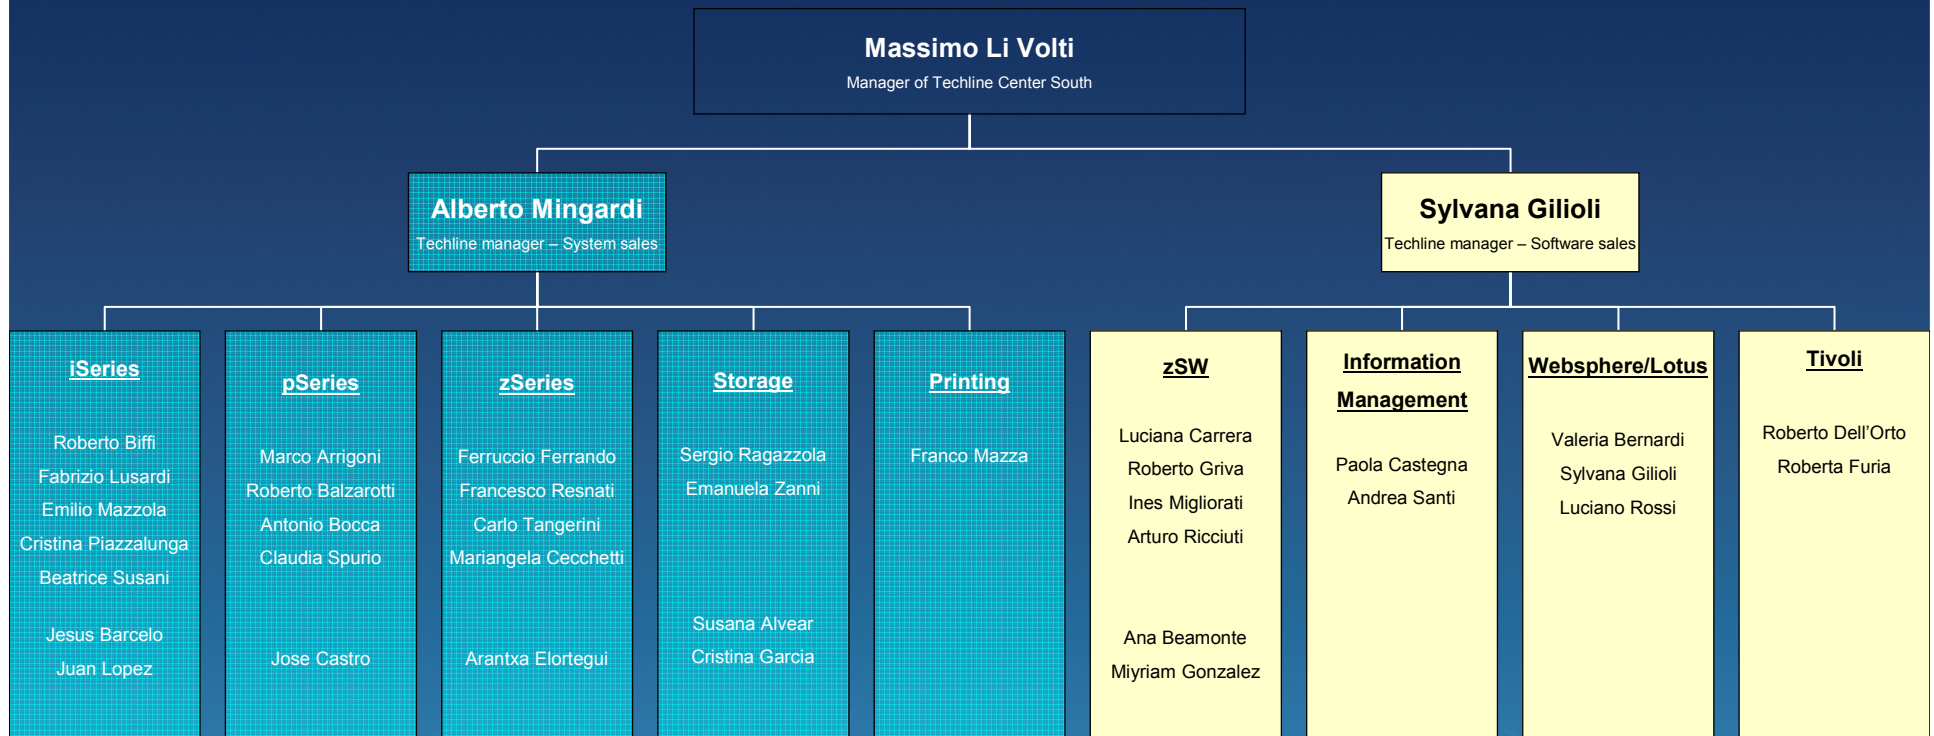 Massimo Li Volti
Manager of Techline Center South
Alberto Mingardi
Techline manager – System sales
Sylvana Gilioli
Techline manager – Software sales
iSeries
Roberto Biffi
Fabrizio Lusardi
Emilio Mazzola
Cristina Piazzalunga
Beatrice Susani
Jesus Barcelo
Juan Lopez
pSeries
Marco Arrigoni
Roberto Balzarotti
Antonio Bocca
Claudia Spurio
Jose Castro
zSeries
Ferruccio Ferrando
Francesco Resnati
Carlo Tangerini
Mariangela Cecchetti
Arantxa Elortegui
Storage
Sergio Ragazzola
Emanuela Zanni
Susana Alvear
Cristina Garcia
Printing
Franco Mazza
zSW
Luciana Carrera
Roberto Griva
Ines Migliorati
Arturo Ricciuti
Ana Beamonte
Miyriam Gonzalez
Information
Management
Paola Castegna
Andrea Santi
Websphere/Lotus
Valeria Bernardi
Sylvana Gilioli
Luciano Rossi
Tivoli
Roberto Dell’Orto
Roberta Furia